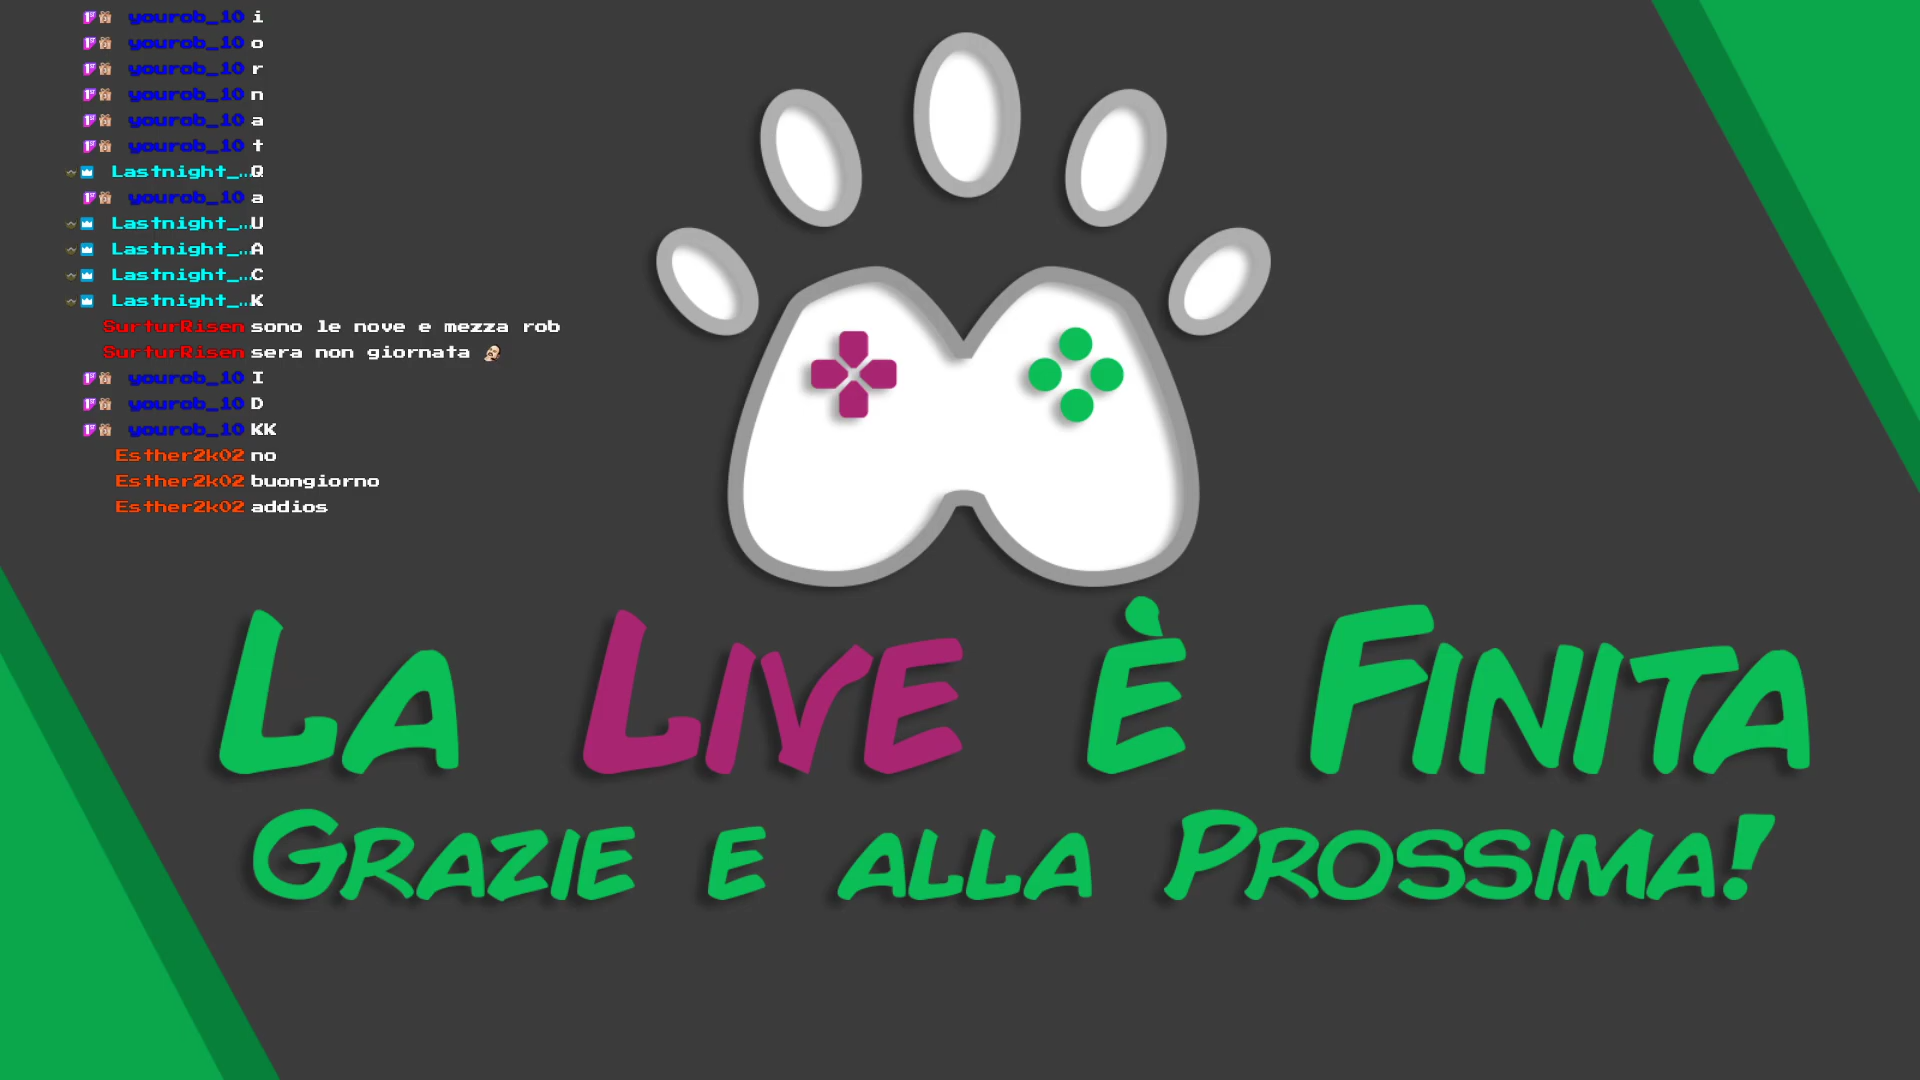 yourob_10 i
yourob_10 o
yourob_10 r
yourob_10 n
yourob_10 a
yourob_10 t
Lastnight_... Q
yourob_10 a
Lastnight_... U
Lastnight_... A
Lastnight_... C
Lastnight_... K
SurturRisen sono le nove e mezza rob
SurturRisen sera non giornata
yourob_10 I
yourob_10 D
yourob_10 KK
Esther2k02 no
Esther2k02 buongiorno
Esther2k02 addios
La Live È Finita
Grazie e alla Prossima!